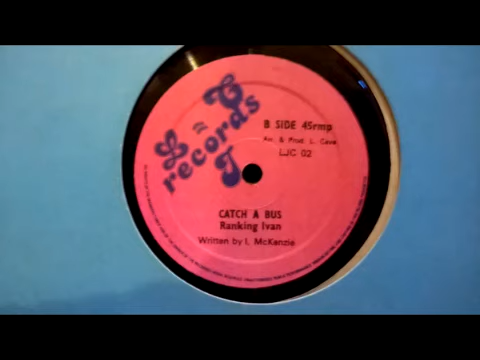 L J C
records
B SIDE 45rmp
Arr. & Prod. L. Cave
LJC 02
CATCH A BUS
Ranking Ivan
Written by I. McKenzie